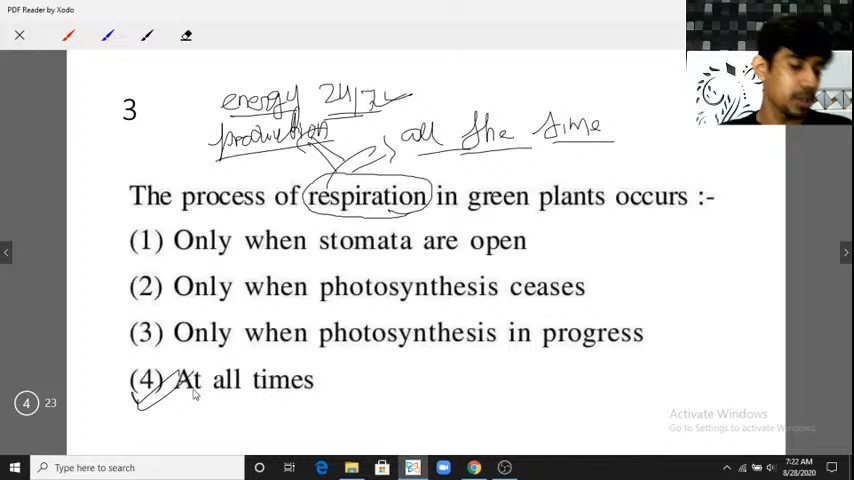 PDF Reader by Xodo
3
energy 24/7
production
all the time
The process of respiration in green plants occurs :-
(1) Only when stomata are open
(2) Only when photosynthesis ceases
(3) Only when photosynthesis in progress
(4) At all times
4 23
Activate Windows
Go to Settings to activate Windows.
Type here to search
7:22 AM
8/28/2020